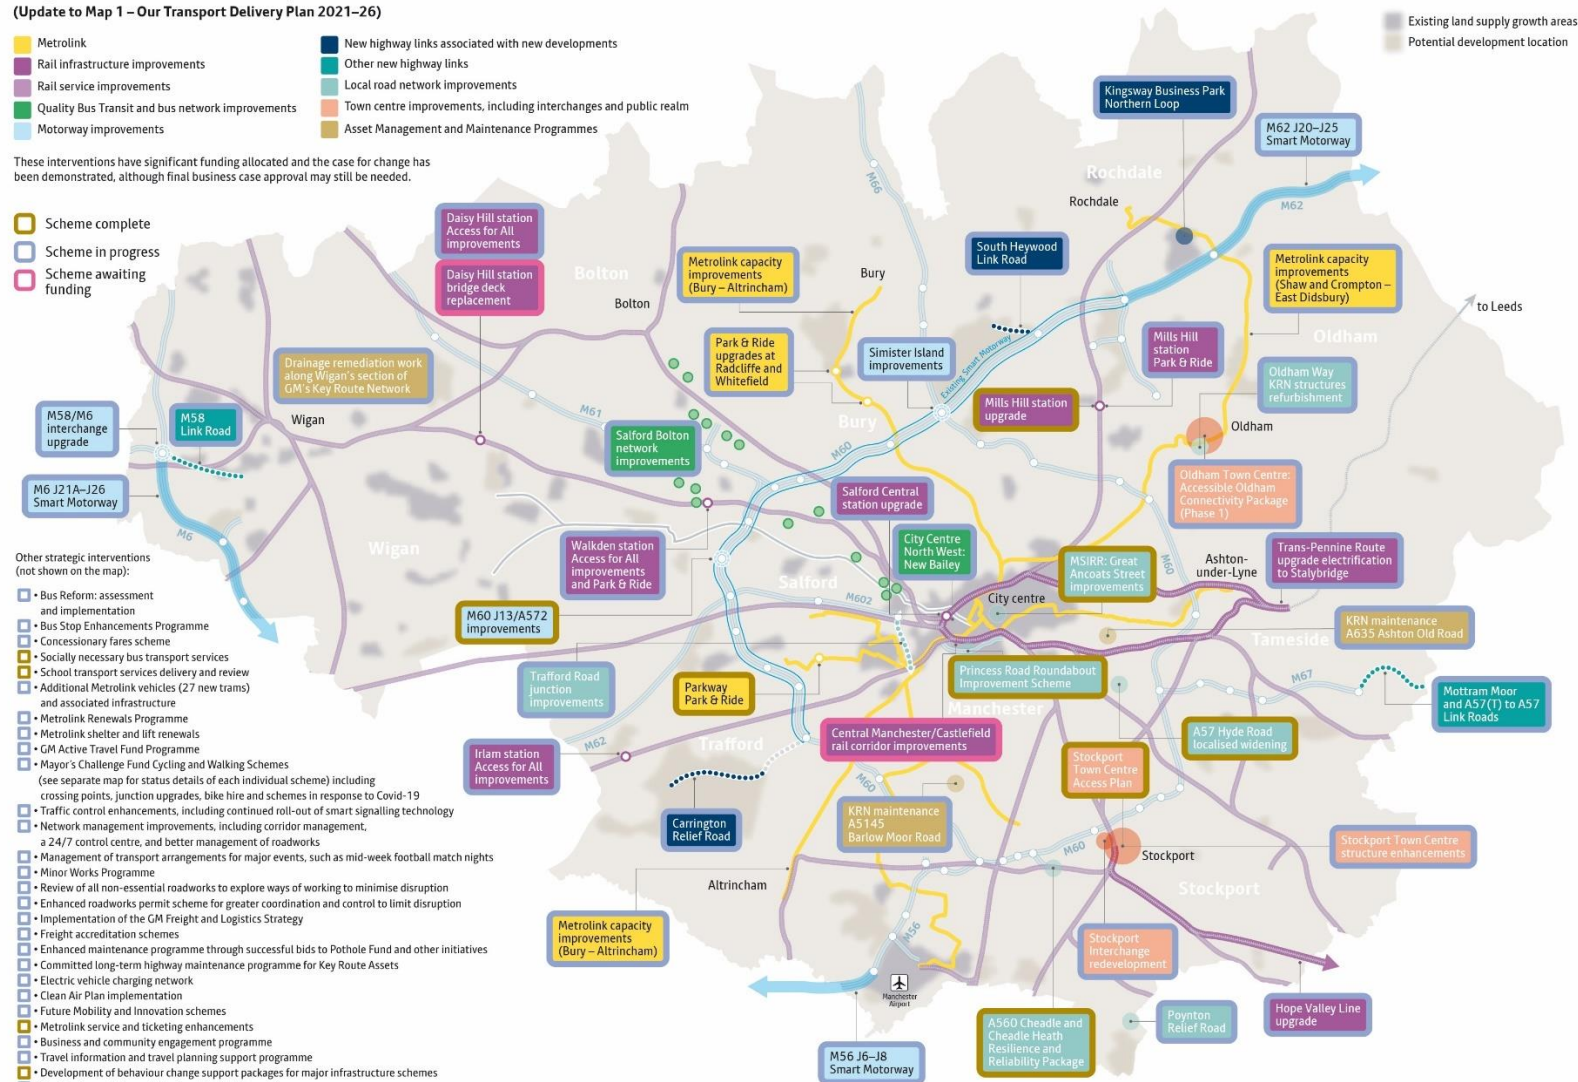 (Update to Map 1 – Our Transport Delivery Plan 2021–26)
Metrolink
Rail infrastructure improvements
Rail service improvements
Quality Bus Transit and bus network improvements
Motorway improvements
New highway links associated with new developments
Other new highway links
Local road network improvements
Town centre improvements, including interchanges and public realm
Asset Management and Maintenance Programmes
Existing land supply growth areas
Potential development location
These interventions have significant funding allocated and the case for change has
been demonstrated, although final business case approval may still be needed.
Scheme complete
Scheme in progress
Scheme awaiting
funding
Kingsway Business Park
Northern Loop
M62 J20–J25
Smart Motorway
Rochdale
Rochdale
M66
M62
Daisy Hill station
Access for All
improvements
Daisy Hill station
bridge deck
replacement
Bolton
Bolton
Metrolink capacity
improvements
(Bury – Altrincham)
Bury
South Heywood
Link Road
Metrolink capacity
improvements
(Shaw and Crompton –
East Didsbury)
to Leeds
Oldham
Park & Ride
upgrades at
Radcliffe and
Whitefield
Simister Island
improvements
Existing Smart Motorway
Mills Hill
station
Park & Ride
Oldham Way
KRN structures
refurbishment
Drainage remediation work
along Wigan's section of
GM's Key Route Network
Mills Hill station
upgrade
M58/M6
interchange
upgrade
M58
Link Road
Wigan
M61
Bury
M60
Oldham
Salford Bolton
network
improvements
M6 J21A–J26
Smart Motorway
M6
Salford Central
station upgrade
Oldham Town Centre:
Accessible Oldham
Connectivity Package
(Phase 1)
Wigan
Walkden station
Access for All
improvements
and Park & Ride
City Centre
North West:
New Bailey
MSIRR: Great
Ancoats Street
improvements
M60
Ashton-
under-Lyne
Trans-Pennine Route
upgrade electrification
to Stalybridge
Salford
M602
City centre
M60 J13/A572
improvements
KRN maintenance
A635 Ashton Old Road
Tameside
Trafford Road
junction
improvements
Parkway
Park & Ride
Princess Road Roundabout
Improvement Scheme
Manchester
M67
Mottram Moor
and A57(T) to A57
Link Roads
Irlam station
Access for All
improvements
M62
Trafford
Central Manchester/Castlefield
rail corridor improvements
A57 Hyde Road
localised widening
Stockport
Town Centre
Access Plan
Carrington
Relief Road
M60
KRN maintenance
A5145
Barlow Moor Road
M60
Stockport
Stockport Town Centre
structure enhancements
Altrincham
Stockport
Metrolink capacity
improvements
(Bury – Altrincham)
M56
Stockport
Interchange
redevelopment
Manchester
Airport
A560 Cheadle and
Cheadle Heath
Resilience and
Reliability Package
Poynton
Relief Road
Hope Valley Line
upgrade
M56 J6–J8
Smart Motorway
Other strategic interventions
(not shown on the map):
• Bus Reform: assessment
and implementation
• Bus Stop Enhancements Programme
• Concessionary fares scheme
• Socially necessary bus transport services
• School transport services delivery and review
• Additional Metrolink vehicles (27 new trams)
and associated infrastructure
• Metrolink Renewals Programme
• Metrolink shelter and lift renewals
• GM Active Travel Fund Programme
• Mayor's Challenge Fund Cycling and Walking Schemes
(see separate map for status details of each individual scheme) including
crossing points, junction upgrades, bike hire and schemes in response to Covid-19
• Traffic control enhancements, including continued roll-out of smart signalling technology
• Network management improvements, including corridor management,
a 24/7 control centre, and better management of roadworks
• Management of transport arrangements for major events, such as mid-week football match nights
• Minor Works Programme
• Review of all non-essential roadworks to explore ways of working to minimise disruption
• Enhanced roadworks permit scheme for greater coordination and control to limit disruption
• Implementation of the GM Freight and Logistics Strategy
• Freight accreditation schemes
• Enhanced maintenance programme through successful bids to Pothole Fund and other initiatives
• Committed long-term highway maintenance programme for Key Route Assets
• Electric vehicle charging network
• Clean Air Plan implementation
• Future Mobility and Innovation schemes
• Metrolink service and ticketing enhancements
• Business and community engagement programme
• Travel information and travel planning support programme
• Development of behaviour change support packages for major infrastructure schemes